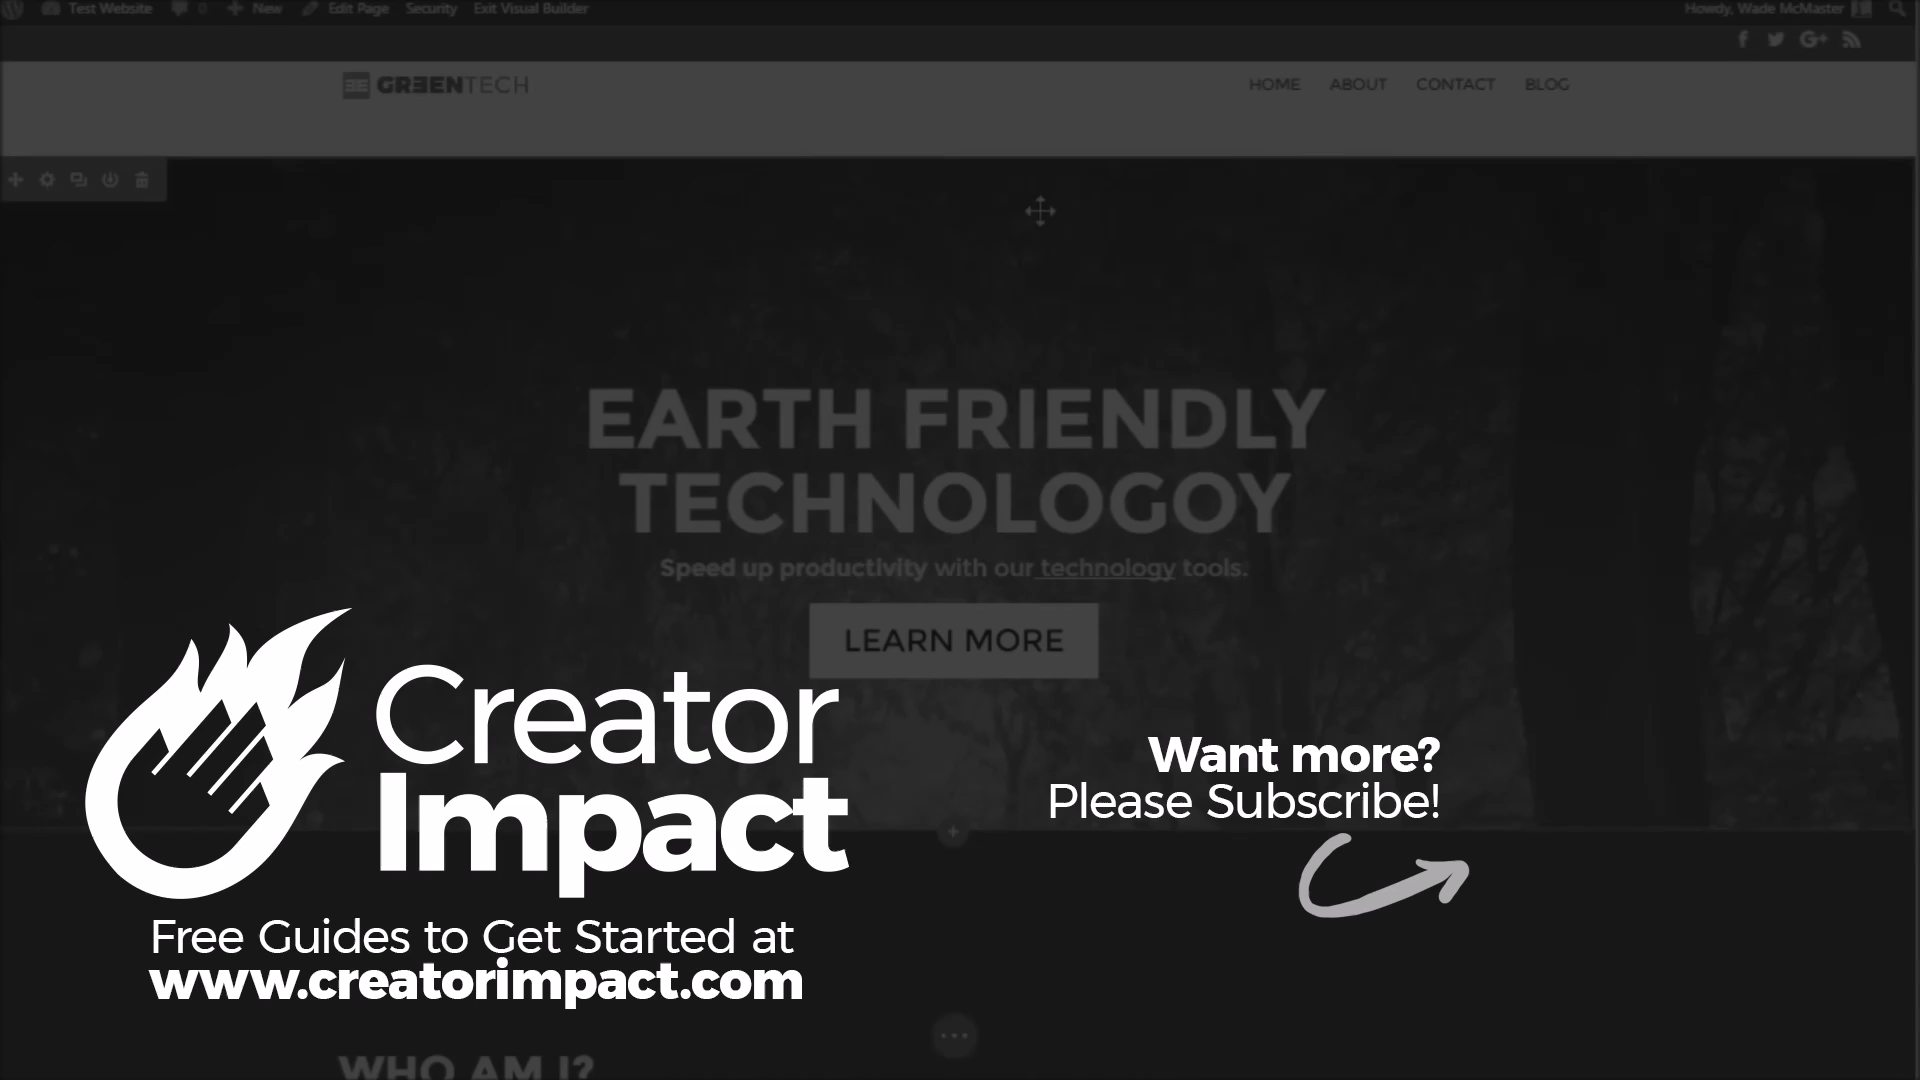 Test Website 0 New Edit Page Security Exit Visual Builder Howdy, Wade McMaster
GREENTECH HOME ABOUT CONTACT BLOG
EARTH FRIENDLY
TECHNOLOGOY
Speed up productivity with our technology tools.
LEARN MORE
Creator
Impact
Want more?
Please Subscribe!
Free Guides to Get Started at
www.creatorimpact.com
WHO AM I?